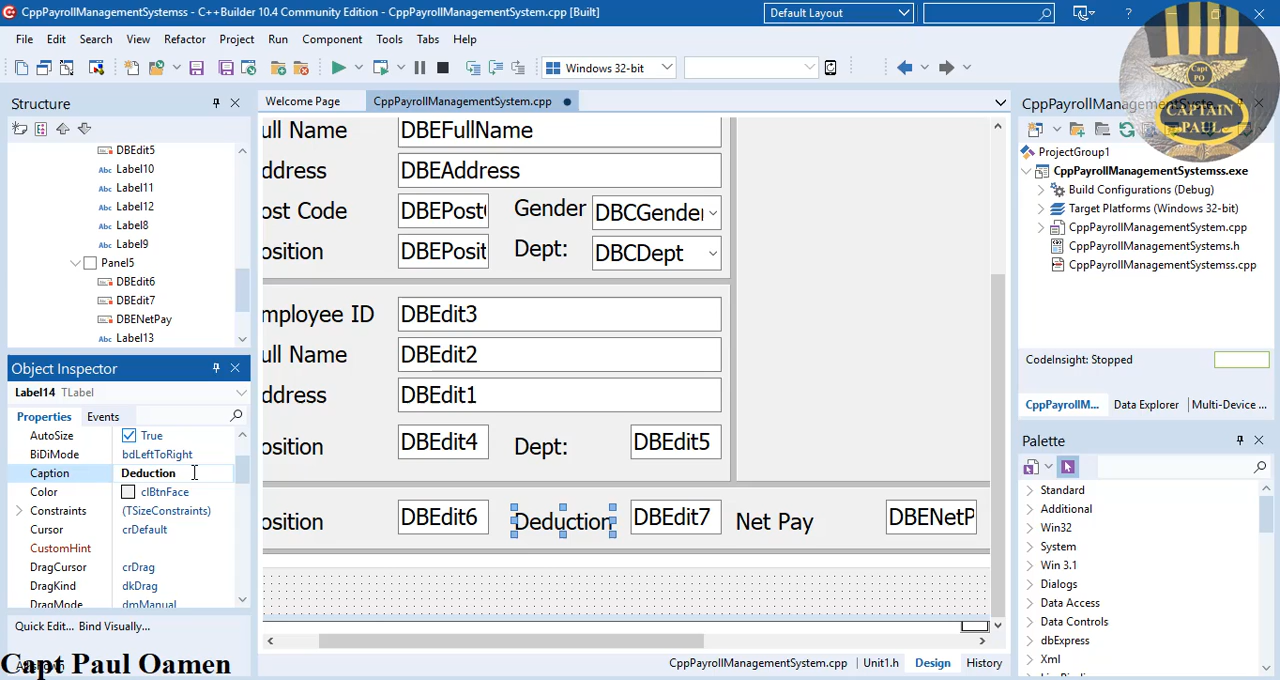 CppPayrollManagementSystemss - C++Builder 10.4 Community Edition - CppPayrollManagementSystem.cpp [Built]
Default Layout
File Edit Search View Refactor Project Run Component Tools Tabs Help
Windows 32-bit
Structure
DBEdit5
Label10
Label11
Label12
Label8
Label9
Panel5
DBEdit6
DBEdit7
DBENetPay
Label13
Object Inspector
Label14 TLabel
Properties Events
AutoSize True
BiDiMode bdLeftToRight
Caption Deduction
Color clBtnFace
Constraints (TSizeConstraints)
Cursor crDefault
CustomHint
DragCursor crDrag
DragKind dkDrag
DragMode dmManual
Quick Edit... Bind Visually...
Capt Paul Oamen
Welcome Page CppPayrollManagementSystem.cpp
ull Name DBEFullName
ddress DBEAddress
ost Code DBEPost Gender DBCGender
osition DBEPosit Dept: DBCDept
mployee ID DBEdit3
ull Name DBEdit2
ddress DBEdit1
osition DBEdit4 Dept: DBEdit5
osition DBEdit6 Deduction DBEdit7 Net Pay DBENetP
CppPayrollManagementSystem.cpp Unit1.h Design History
Capt
PO
CAPTAIN
PAUL
CppPayrollManagementSyste...
ProjectGroup1
CppPayrollManagementSystemss.exe
Build Configurations (Debug)
Target Platforms (Windows 32-bit)
CppPayrollManagementSystem.cpp
CppPayrollManagementSystems.h
CppPayrollManagementSystemss.cpp
CodeInsight: Stopped
CppPayrollM... Data Explorer Multi-Device ...
Palette
Standard
Additional
Win32
System
Win 3.1
Dialogs
Data Access
Data Controls
dbExpress
Xml